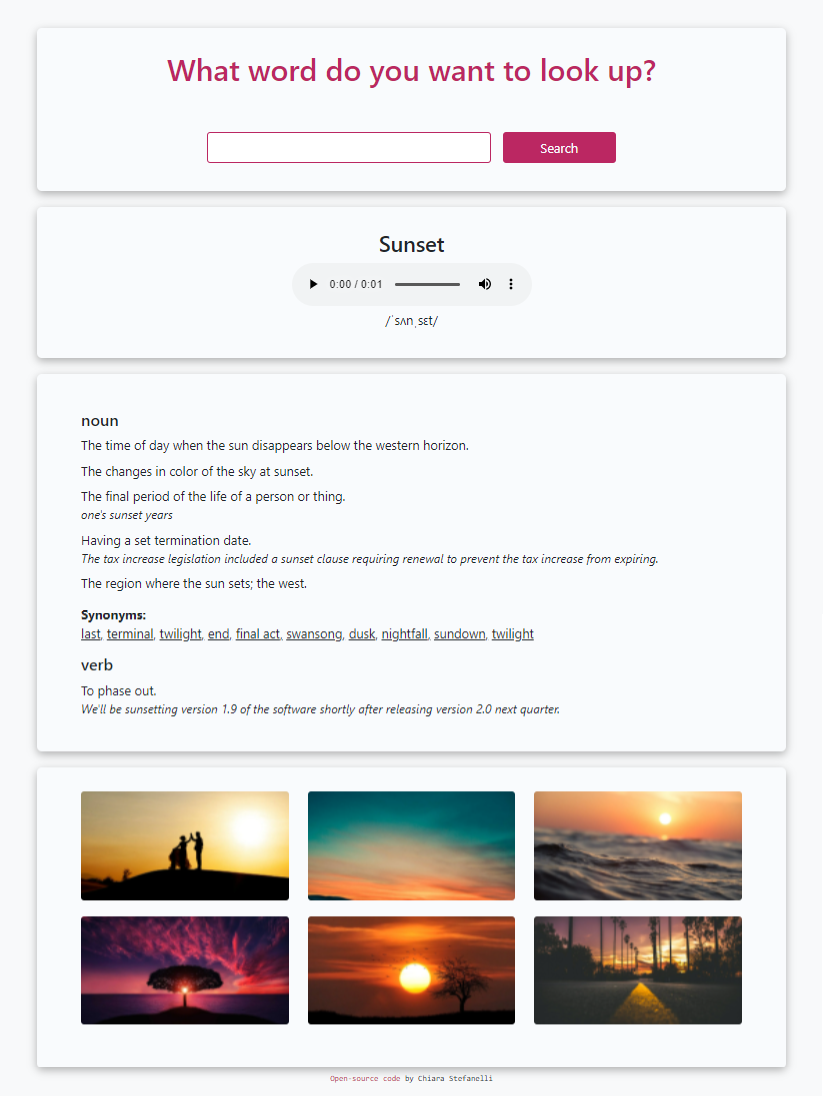 What word do you want to look up?
Search
Sunset
0:00 / 0:01
/ˈsʌnˌsɛt/
noun
The time of day when the sun disappears below the western horizon.
The changes in color of the sky at sunset.
The final period of the life of a person or thing.
one's sunset years
Having a set termination date.
The tax increase legislation included a sunset clause requiring renewal to prevent the tax increase from expiring.
The region where the sun sets; the west.
Synonyms:
last, terminal, twilight, end, final act, swansong, dusk, nightfall, sundown, twilight
verb
To phase out.
We'll be sunsetting version 1.9 of the software shortly after releasing version 2.0 next quarter.
Open-source code by Chiara Stefanelli